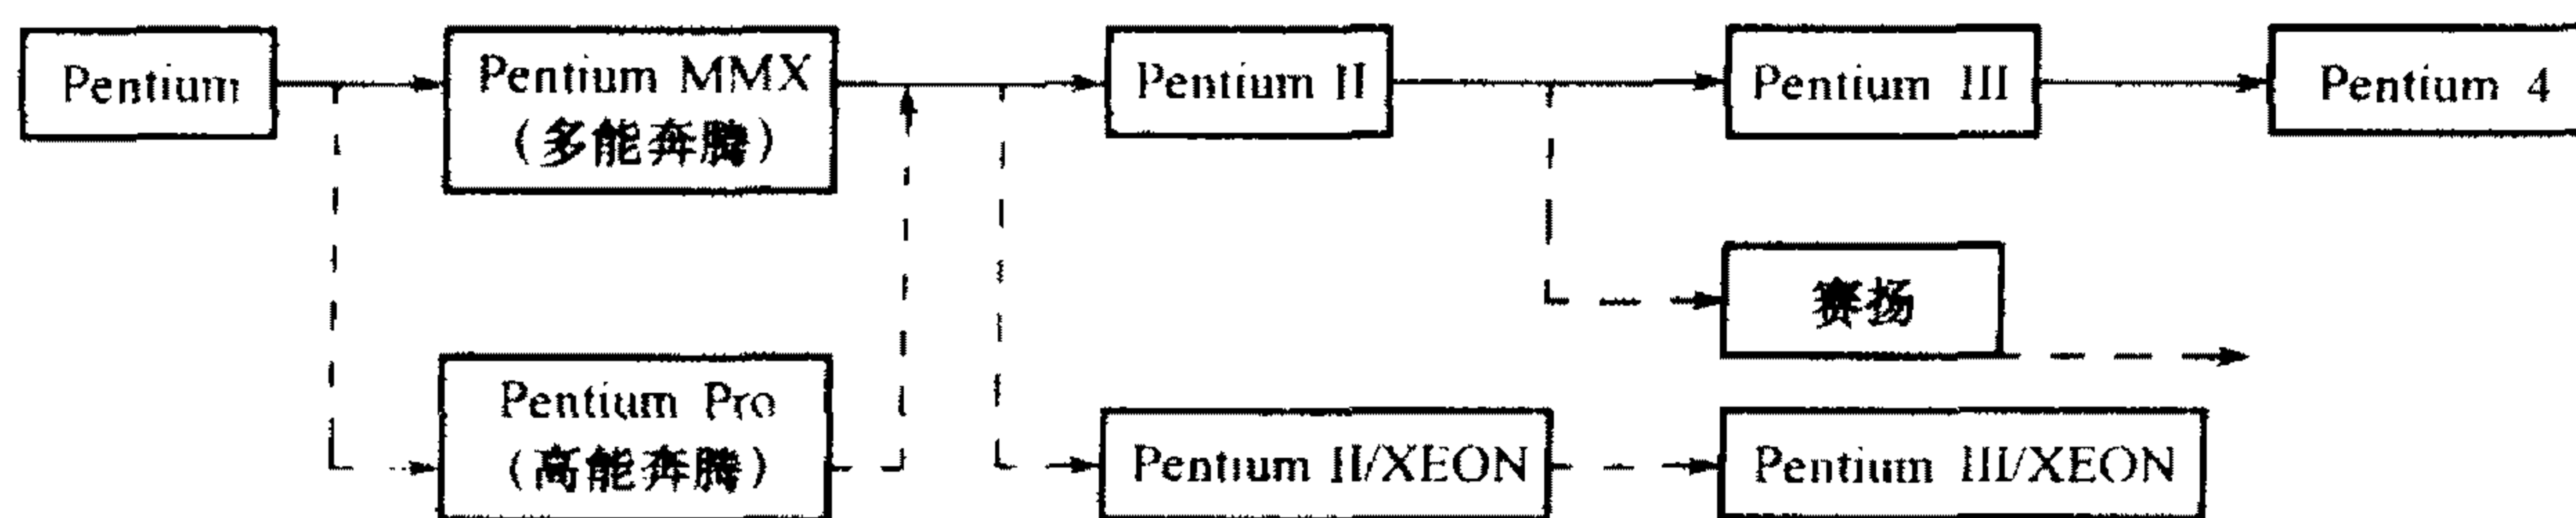 Pentium
Pentium MMX
(多能奔腾)
Pentium II
Pentium III
Pentium 4
赛扬
Pentium Pro
(高能奔腾)
Pentium II/XEON
Pentium III/XEON